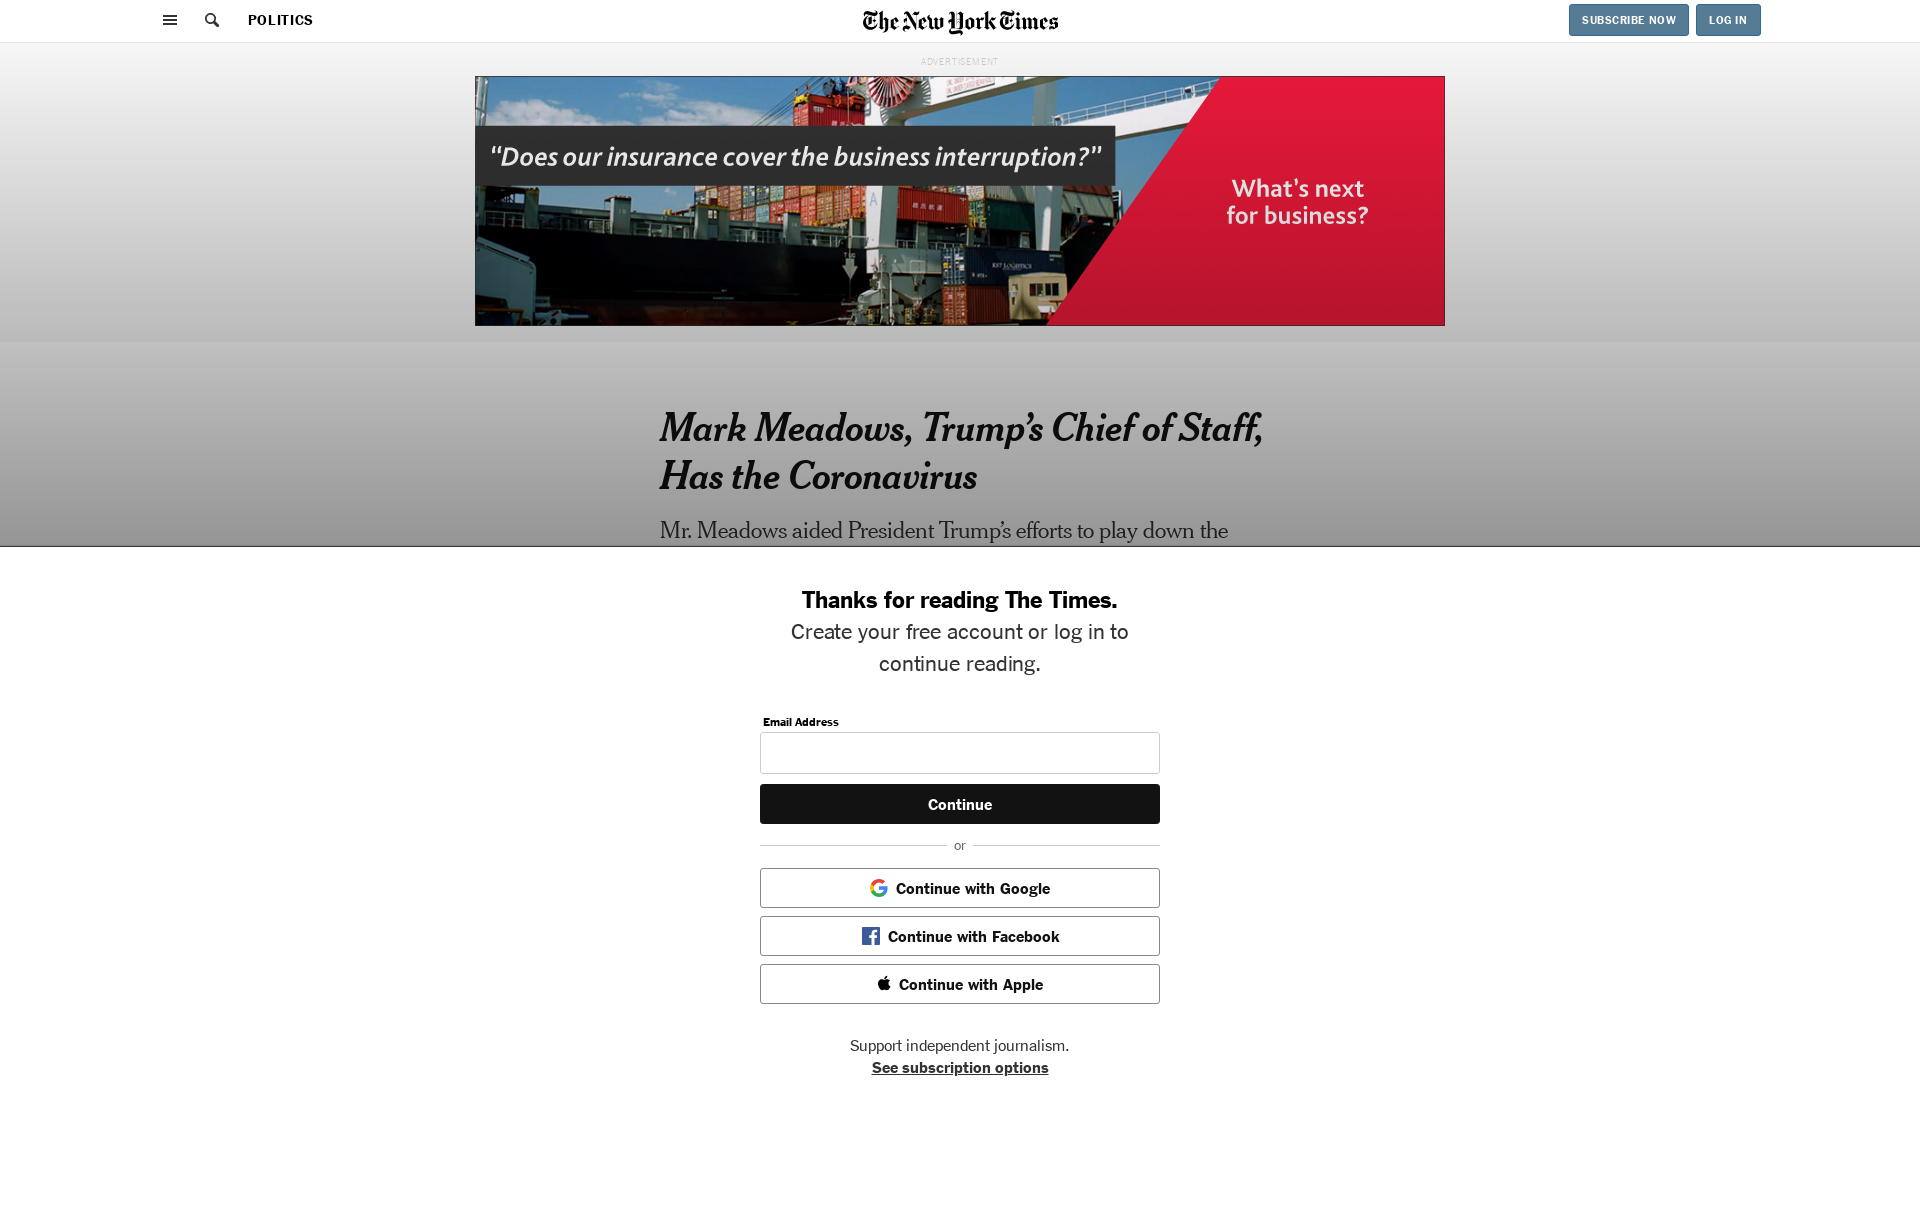 POLITICS
The New York Times
SUBSCRIBE NOW
LOG IN
ADVERTISEMENT
“Does our insurance cover the business interruption?”
What’s next
for business?
Mark Meadows, Trump’s Chief of Staff,
Has the Coronavirus
Mr. Meadows aided President Trump’s efforts to play down the
Thanks for reading The Times.
Create your free account or log in to
continue reading.
Email Address
Continue
or
Continue with Google
Continue with Facebook
Continue with Apple
Support independent journalism.
See subscription options